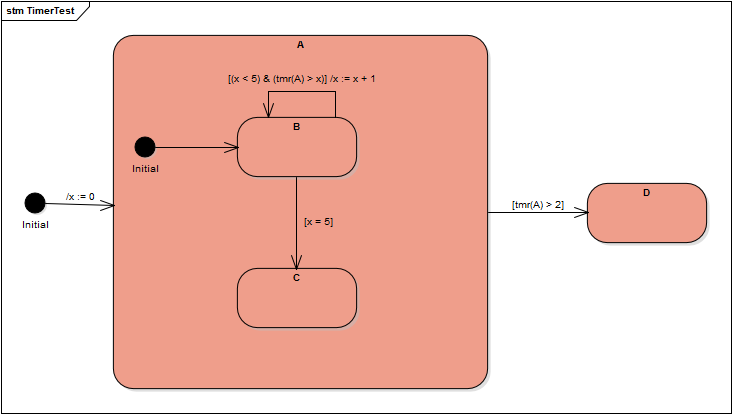 stm TimerTest
A
[(x < 5) & (tmr(A) > x)] /x := x + 1
B
Initial
D
/x := 0
[tmr(A) > 2]
Initial
[x = 5]
C